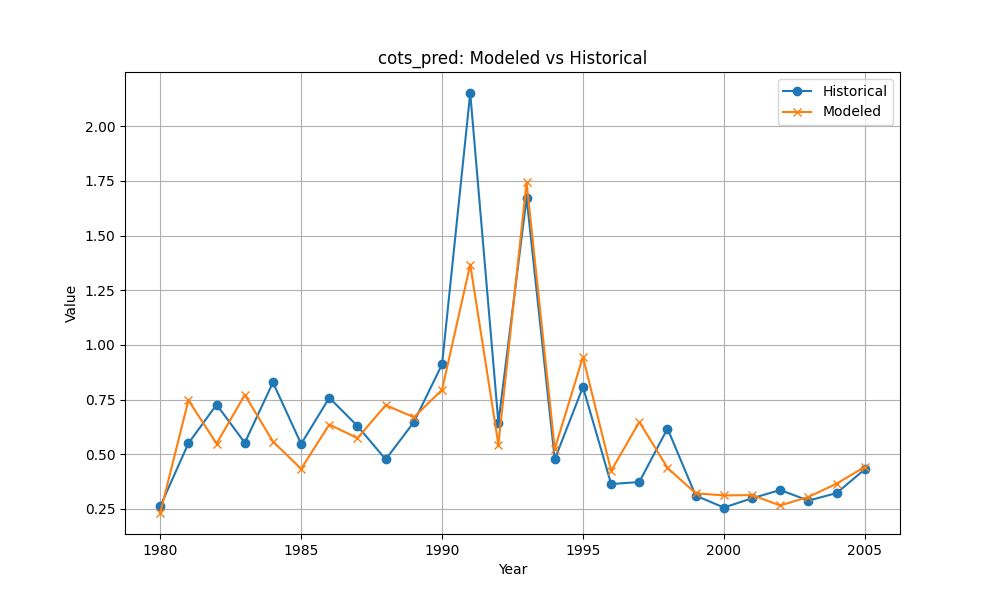 cots_pred: Modeled vs Historical
Historical
Modeled
Value
2.00
1.75
1.50
1.25
1.00
0.75
0.50
0.25
1980 1985 1990 1995 2000 2005
Year